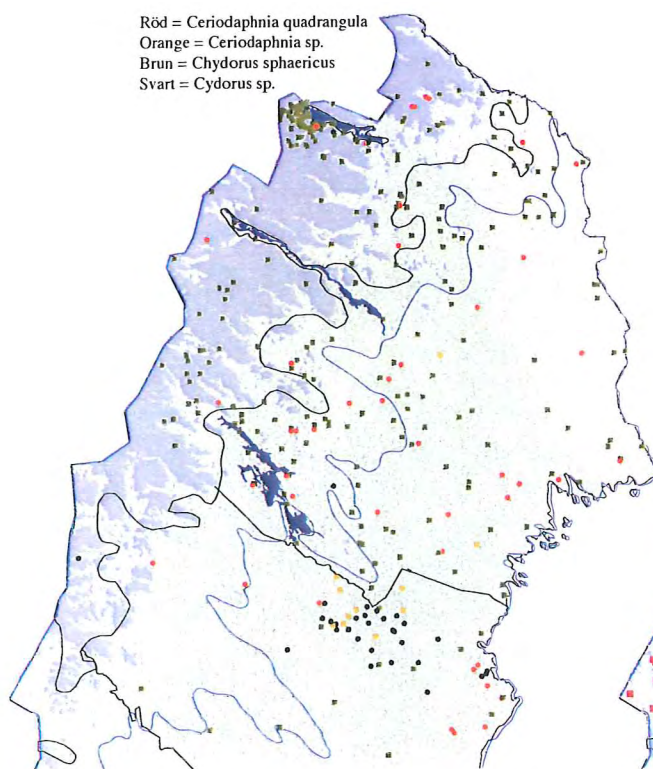 Röd = Ceriodaphnia quadrangula
Orange = Ceriodaphnia sp.
Brun = Chydorus sphaericus
Svart = Cydorus sp.